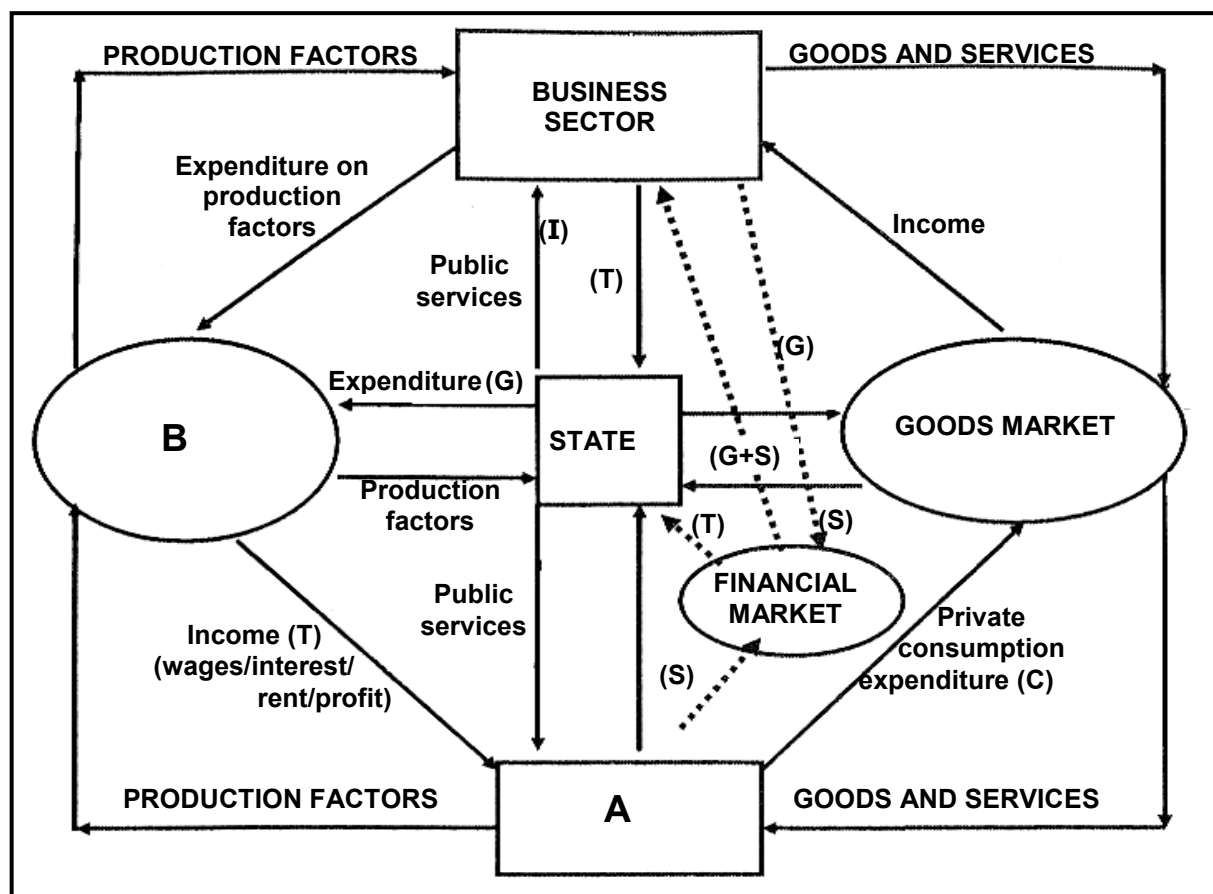 PRODUCTION FACTORS
GOODS AND SERVICES
BUSINESS
SECTOR
Expenditure on
production
factors
(I)
Public
services
(T)
Income
(G)
Expenditure (G)
B
STATE
GOODS MARKET
(G+S)
Production
factors
(T)
(S)
FINANCIAL
MARKET
Public
services
Income (T)
(wages/interest/
rent/profit)
(S)
Private
consumption
expenditure (C)
PRODUCTION FACTORS
A
GOODS AND SERVICES